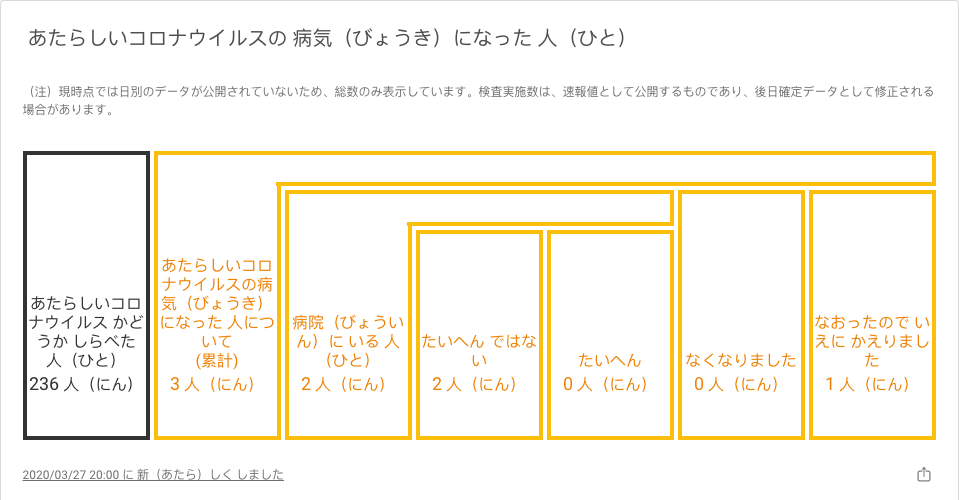 あたらしいコロナウイルスの 病気（びょうき）になった 人（ひと）
（注）現時点では日別のデータが公開されていないため、総数のみ表示しています。検査実施数は、速報値として公開するものであり、後日確定データとして修正される
場合があります。
あたらしいコロ
ナウイルス かど
うか しらべた
人（ひと）
236 人（にん）
あたらしいコロ
ナウイルスの病
気（びょうき）
になった 人につ
いて
(累計)
3 人（にん）
病院（びょうい
ん）に いる 人
（ひと）
2 人（にん）
たいへん ではな
い
2 人（にん）
たいへん
0 人（にん）
なくなりました
0 人（にん）
なおったので い
えに かえりまし
た
1 人（にん）
2020/03/27 20:00 に 新（あたら）しく しました